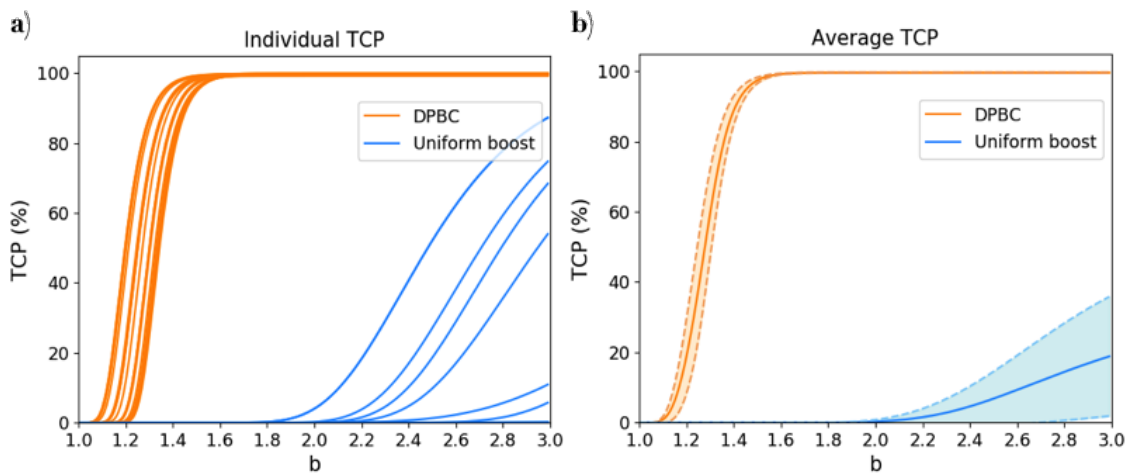 a)
Individual TCP
TCP (%)
100
80
60
40
20
0
DPBC
Uniform boost
1.0 1.2 1.4 1.6 1.8 2.0 2.2 2.4 2.6 2.8 3.0
b
b)
Average TCP
TCP (%)
100
80
60
40
20
0
DPBC
Uniform boost
1.0 1.2 1.4 1.6 1.8 2.0 2.2 2.4 2.6 2.8 3.0
b